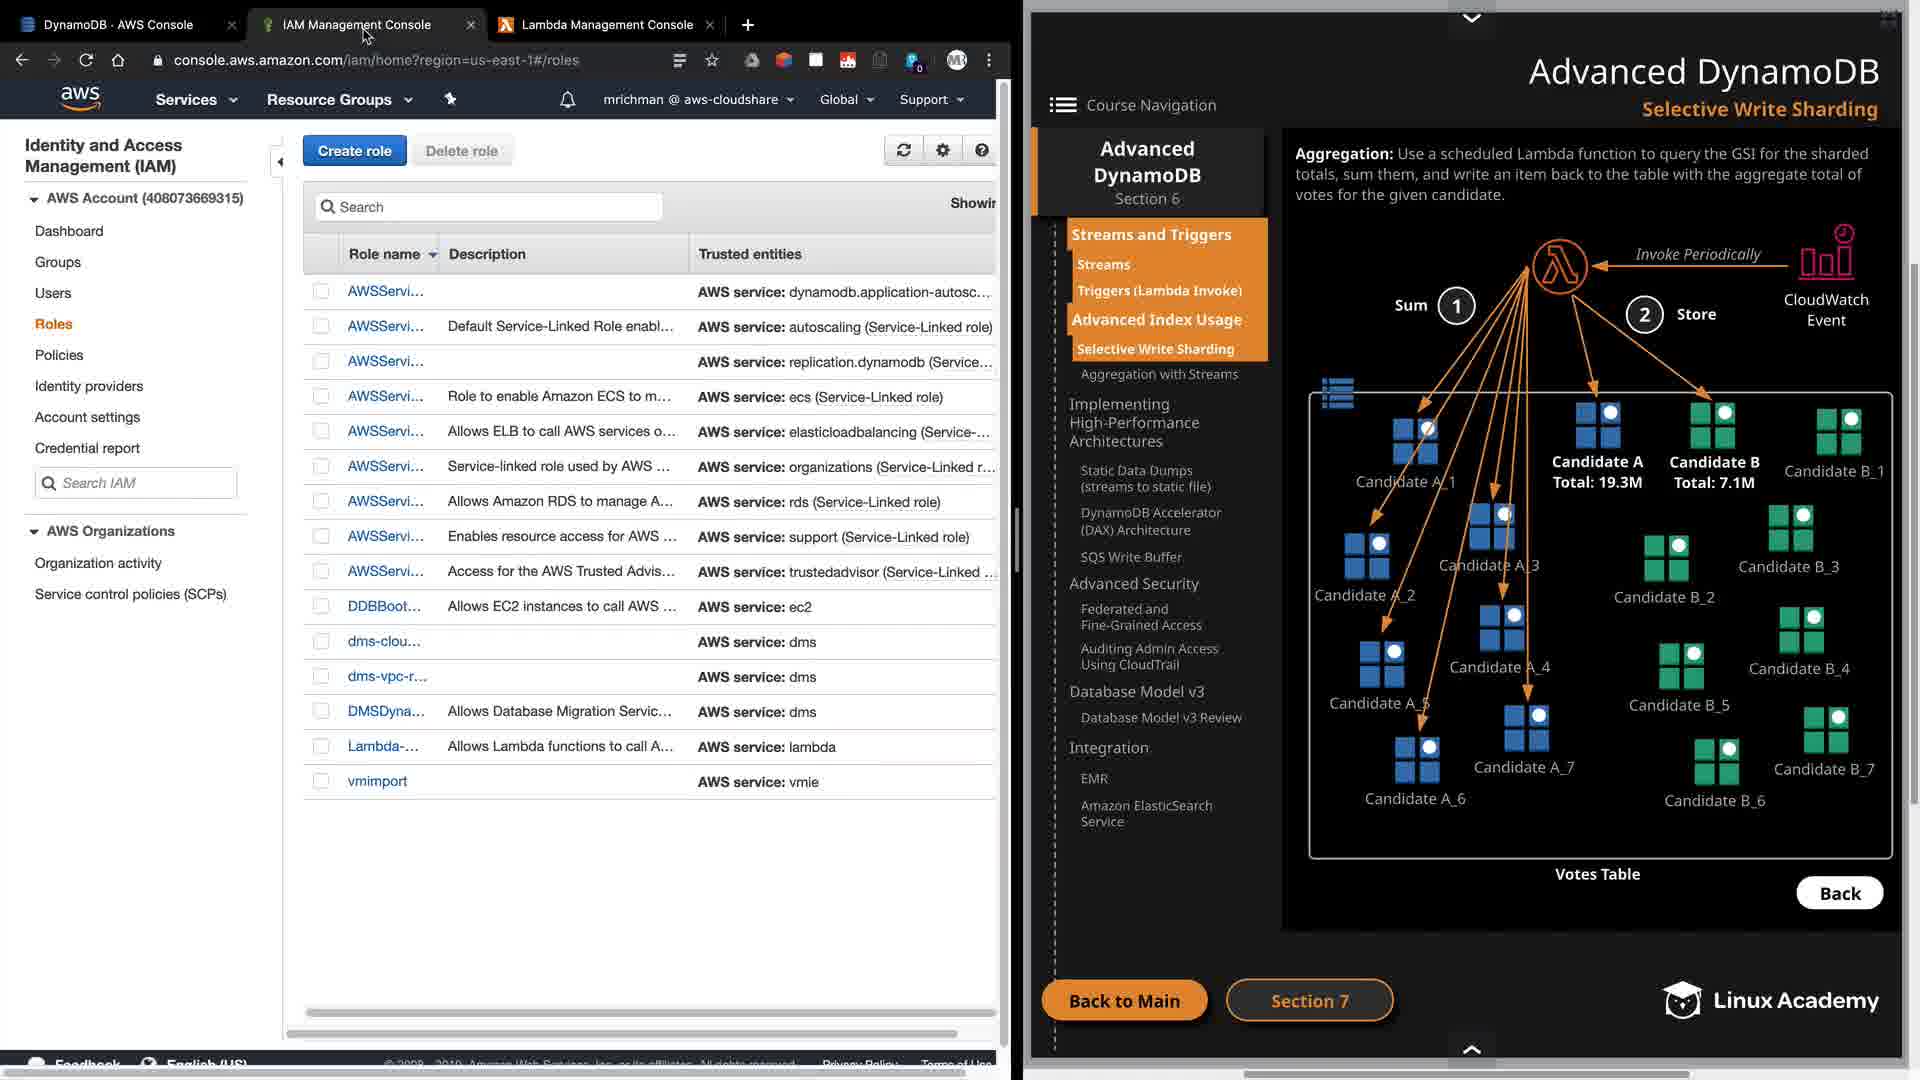 DynamoDB · AWS Console
IAM Management Console
Lambda Management Console
console.aws.amazon.com/iam/home?region=us-east-1#/roles
0
MR
aws
Services
Resource Groups
mrichman @ aws-cloudshare
Global
Support
Identity and Access
Management (IAM)
AWS Account (408073669315)
Dashboard
Groups
Users
Roles
Policies
Identity providers
Account settings
Credential report
Search IAM
AWS Organizations
Organization activity
Service control policies (SCPs)
Create role
Delete role
Search
Showin
Role name
Description
Trusted entities
AWSServi...
AWS service: dynamodb.application-autosc...
AWSServi...
Default Service-Linked Role enabl...
AWS service: autoscaling (Service-Linked role)
AWSServi...
AWS service: replication.dynamodb (Service...
AWSServi...
Role to enable Amazon ECS to m...
AWS service: ecs (Service-Linked role)
AWSServi...
Allows ELB to call AWS services o...
AWS service: elasticloadbalancing (Service-...
AWSServi...
Service-linked role used by AWS ...
AWS service: organizations (Service-Linked r...
AWSServi...
Allows Amazon RDS to manage A...
AWS service: rds (Service-Linked role)
AWSServi...
Enables resource access for AWS ...
AWS service: support (Service-Linked role)
AWSServi...
Access for the AWS Trusted Advis...
AWS service: trustedadvisor (Service-Linked ...
DDBBoot...
Allows EC2 instances to call AWS ...
AWS service: ec2
dms-clou...
AWS service: dms
dms-vpc-r...
AWS service: dms
DMSDyna...
Allows Database Migration Servic...
AWS service: dms
Lambda-...
Allows Lambda functions to call A...
AWS service: lambda
vmimport
AWS service: vmie
Feedback
English (US)
Privacy Policy
Terms of Use
Advanced DynamoDB
Selective Write Sharding
Course Navigation
Advanced
DynamoDB
Section 6
Streams and Triggers
Streams
Triggers (Lambda Invoke)
Advanced Index Usage
Selective Write Sharding
Aggregation with Streams
Implementing
High-Performance
Architectures
Static Data Dumps
(streams to static file)
DynamoDB Accelerator
(DAX) Architecture
SQS Write Buffer
Advanced Security
Federated and
Fine-Grained Access
Auditing Admin Access
Using CloudTrail
Database Model v3
Database Model v3 Review
Integration
EMR
Amazon ElasticSearch
Service
Aggregation: Use a scheduled Lambda function to query the GSI for the sharded
totals, sum them, and write an item back to the table with the aggregate total of
votes for the given candidate.
Invoke Periodically
CloudWatch
Event
Sum 1
2 Store
Candidate A
Total: 19.3M
Candidate B
Total: 7.1M
Candidate A_1
Candidate A_2
Candidate A_3
Candidate A_4
Candidate A_5
Candidate A_6
Candidate A_7
Candidate B_1
Candidate B_2
Candidate B_3
Candidate B_4
Candidate B_5
Candidate B_6
Candidate B_7
Votes Table
Back
Back to Main
Section 7
Linux Academy